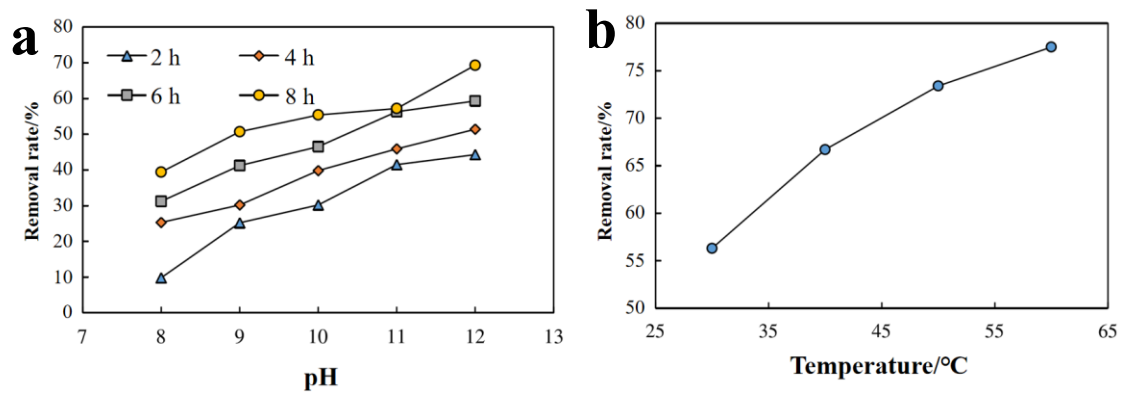 a
80
70
60
50
40
30
20
10
0
Removal rate/%
2 h
4 h
6 h
8 h
7 8 9 10 11 12 13
pH
b
80
75
70
65
60
55
50
Removal rate/%
25 35 45 55 65
Temperature/°C